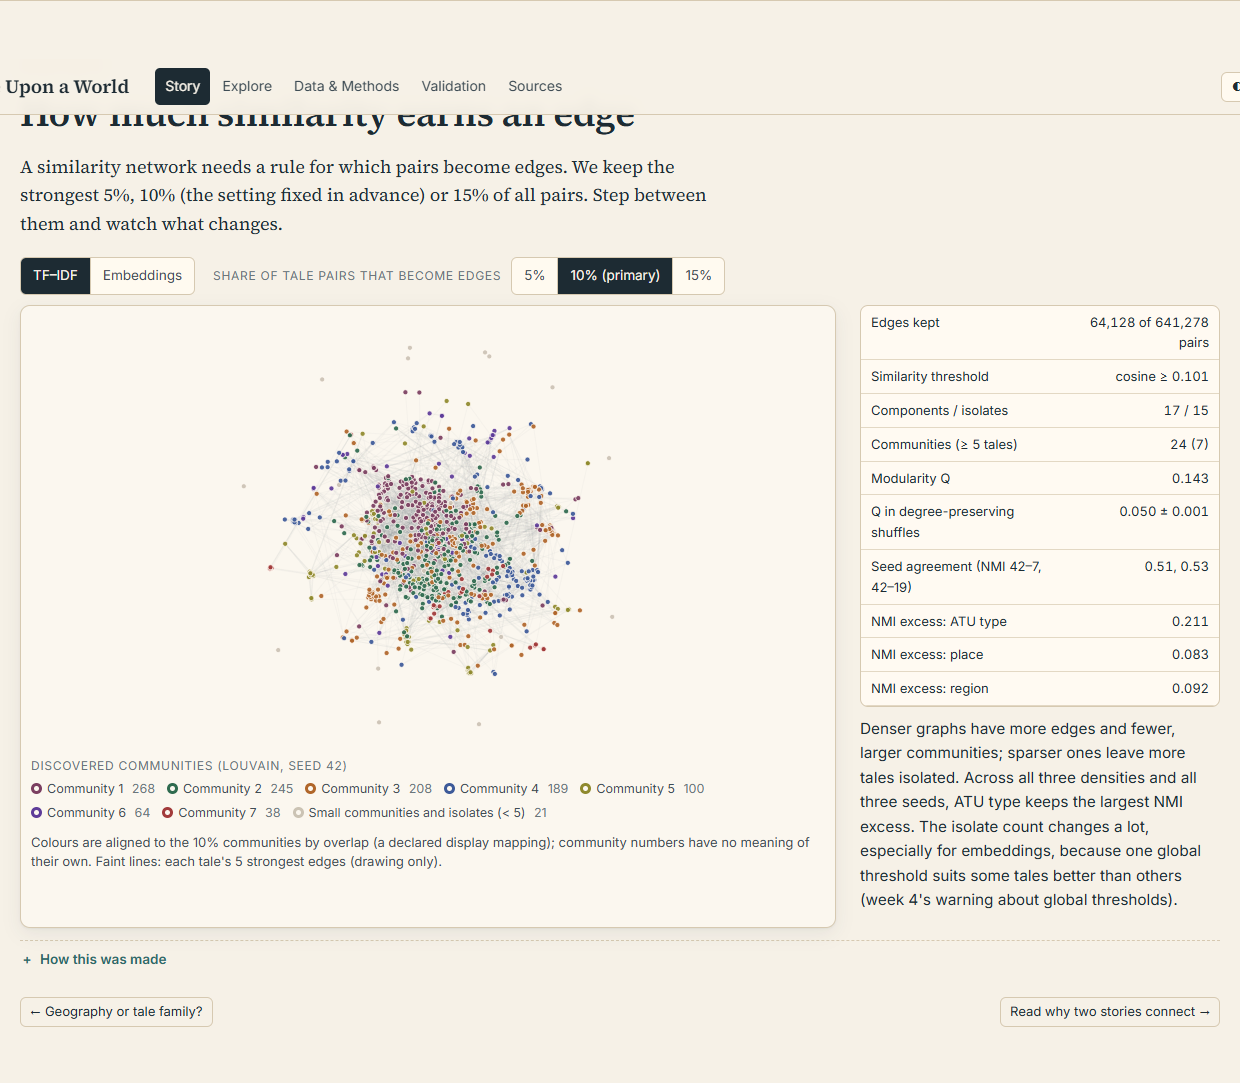 Upon a World
Story
Explore
Data & Methods
Validation
Sources
How much similarity earns an edge
A similarity network needs a rule for which pairs become edges. We keep the
strongest 5%, 10% (the setting fixed in advance) or 15% of all pairs. Step between
them and watch what changes.
TF–IDF
Embeddings
SHARE OF TALE PAIRS THAT BECOME EDGES
5%
10% (primary)
15%
DISCOVERED COMMUNITIES (LOUVAIN, SEED 42)
Community 1 268
Community 2 245
Community 3 208
Community 4 189
Community 5 100
Community 6 64
Community 7 38
Small communities and isolates (< 5) 21
Colours are aligned to the 10% communities by overlap (a declared display mapping); community numbers have no meaning of
their own. Faint lines: each tale's 5 strongest edges (drawing only).
Edges kept 64,128 of 641,278
pairs
Similarity threshold cosine ≥ 0.101
Components / isolates 17 / 15
Communities (≥ 5 tales) 24 (7)
Modularity Q 0.143
Q in degree-preserving 0.050 ± 0.001
shuffles
Seed agreement (NMI 42–7, 0.51, 0.53
42–19)
NMI excess: ATU type 0.211
NMI excess: place 0.083
NMI excess: region 0.092
Denser graphs have more edges and fewer,
larger communities; sparser ones leave more
tales isolated. Across all three densities and all
three seeds, ATU type keeps the largest NMI
excess. The isolate count changes a lot,
especially for embeddings, because one global
threshold suits some tales better than others
(week 4's warning about global thresholds).
+ How this was made
← Geography or tale family?
Read why two stories connect →